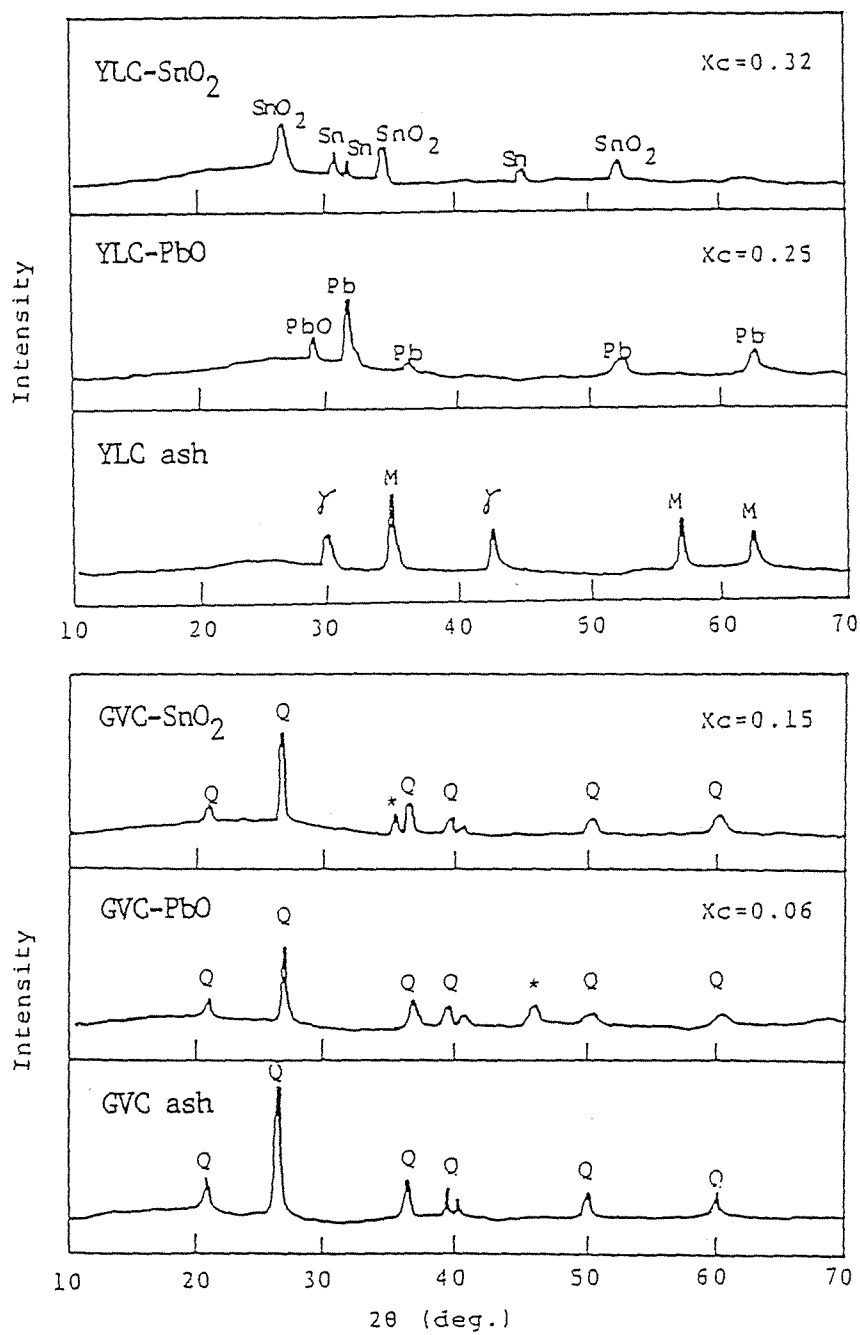 YLC-SnO2
Xc=0.32
SnO2
Sn
Sn
SnO2
Sn
SnO2
YLC-PbO
Xc=0.25
PbO
Pb
Pb
Pb
Pb
YLC ash
γ
M
γ
M
M
10 20 30 40 50 60 70
Intensity
GVC-SnO2
Xc=0.15
Q
Q
*
Q
Q
Q
Q
GVC-PbO
Xc=0.06
Q
Q
Q
Q
*
Q
Q
GVC ash
Q
Q
Q
Q
Q
Q
10 20 30 40 50 60 70
Intensity
2θ (deg.)